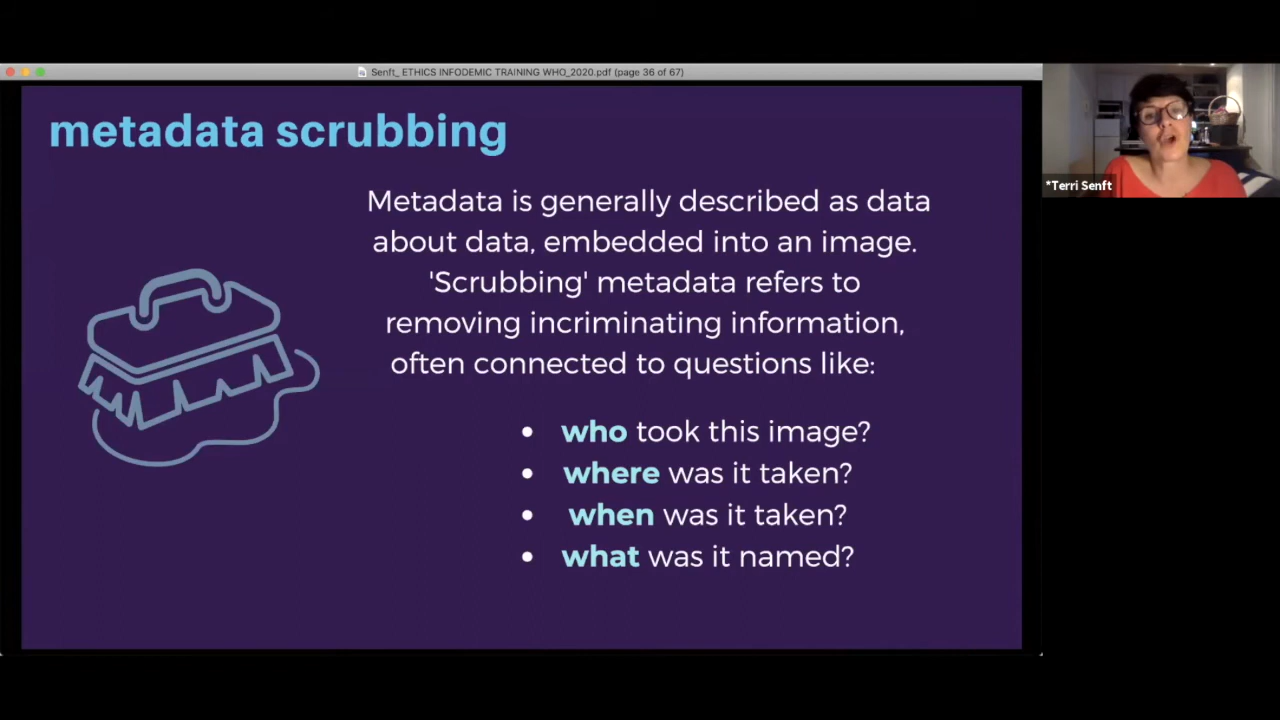 Senft_ ETHICS INFODEMIC TRAINING WHO_2020.pdf (page 36 of 67)
metadata scrubbing
Metadata is generally described as data
about data, embedded into an image.
'Scrubbing' metadata refers to
removing incriminating information,
often connected to questions like:
• who took this image?
• where was it taken?
• when was it taken?
• what was it named?
*Terri Senft